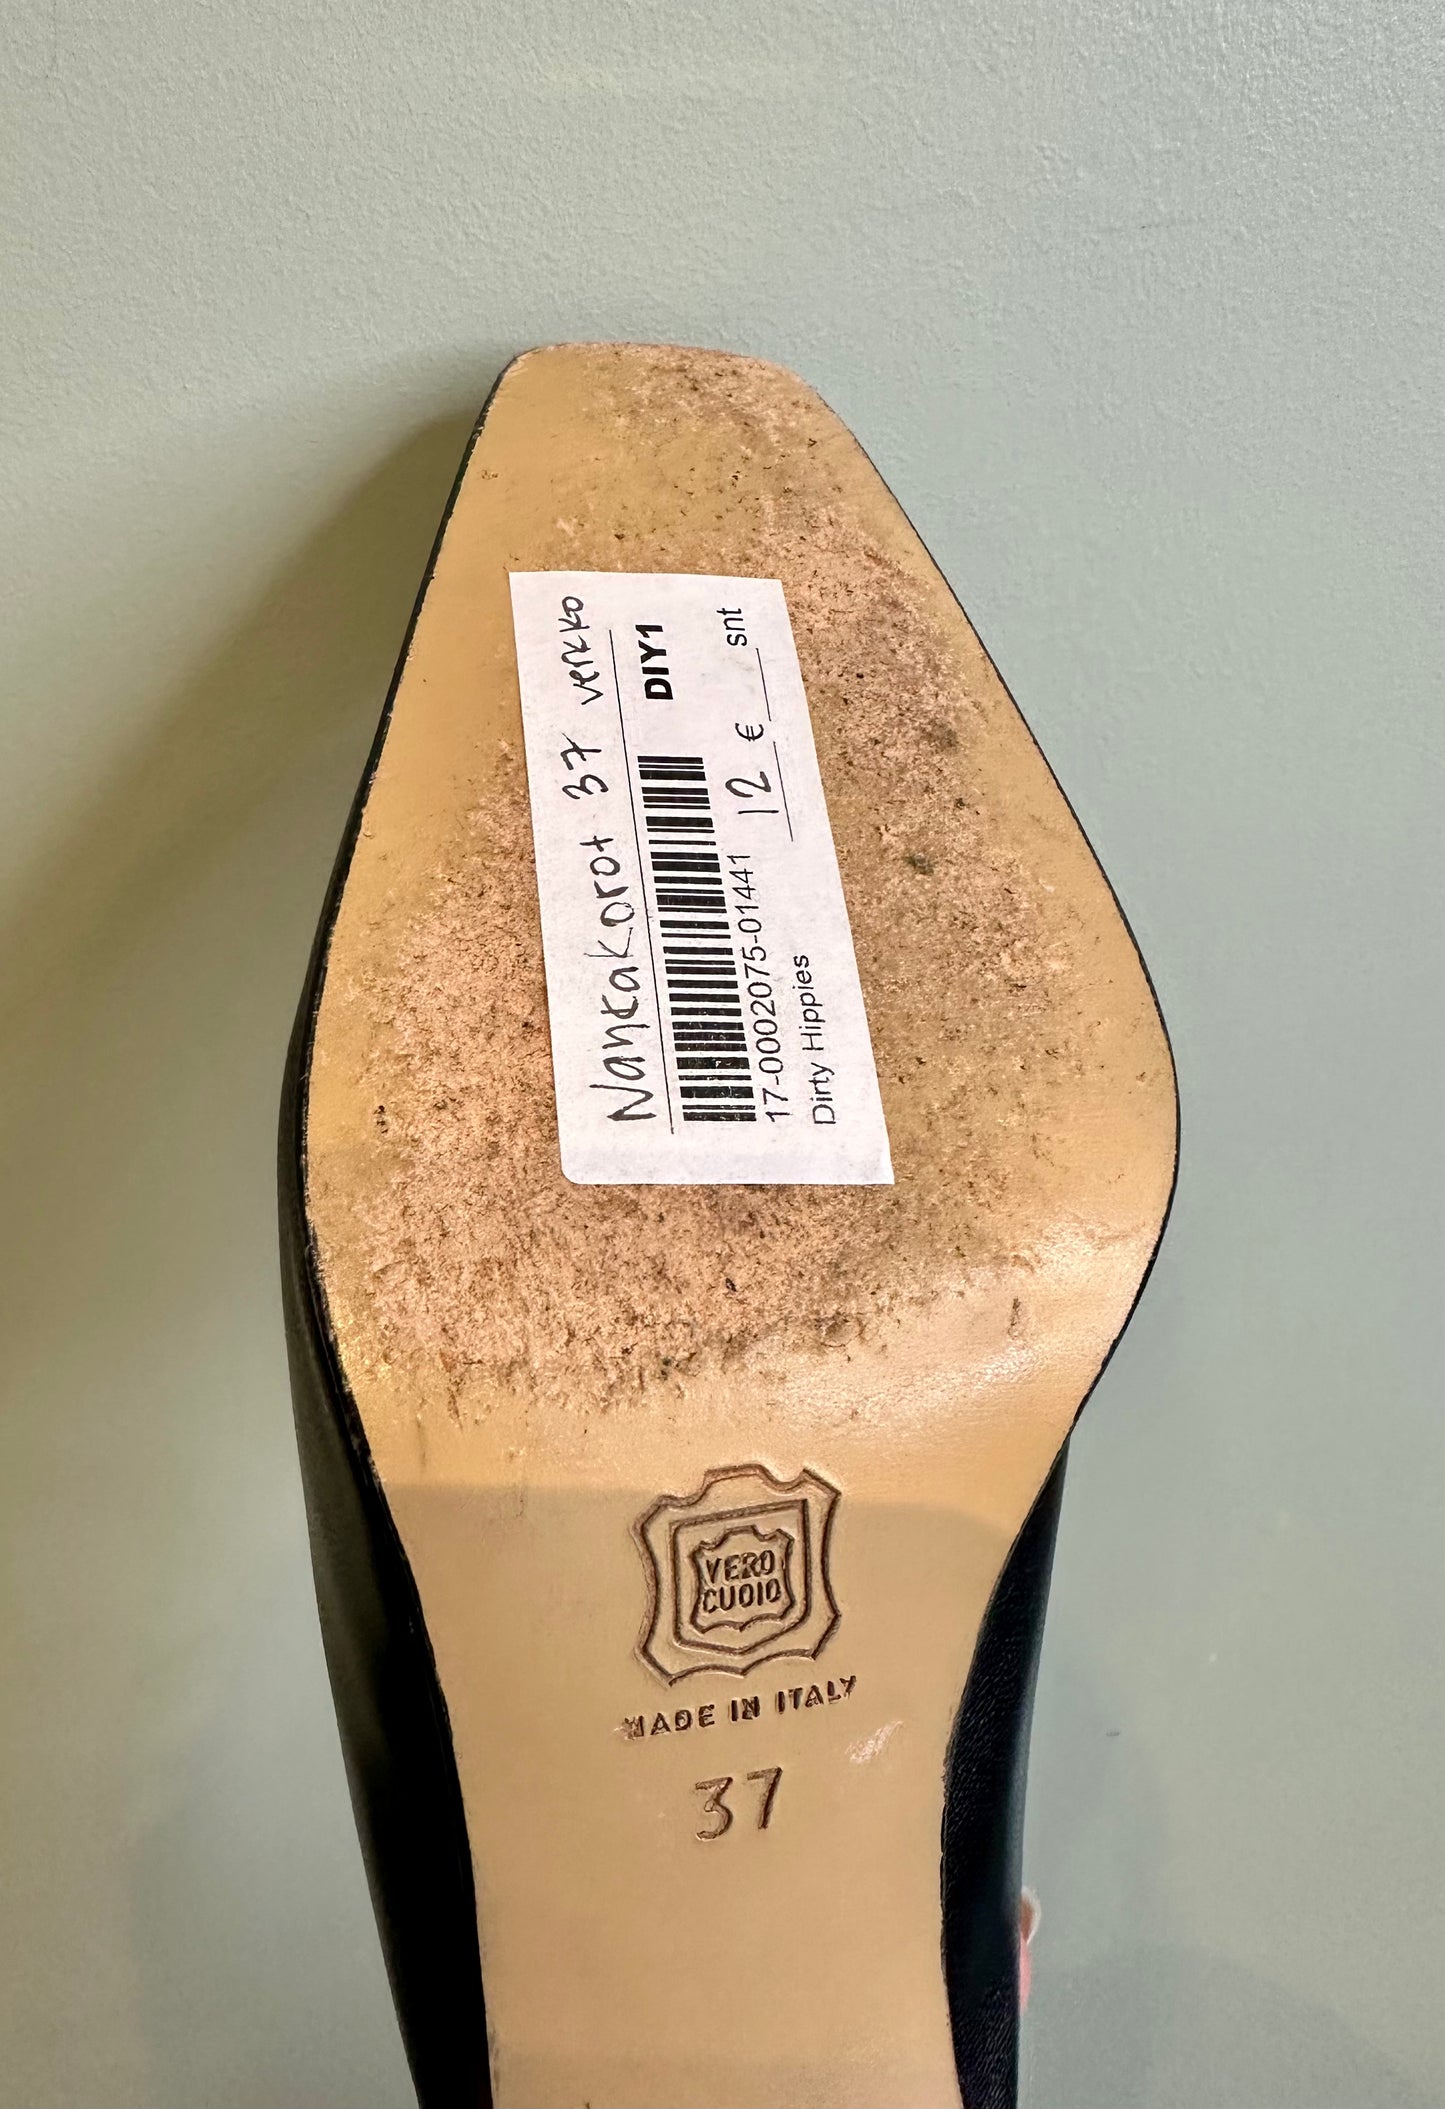 Nahkakorot 37 verkko
DIY1
17-0002075-01441
12 € snt
Dirty Hippies
VERO
CUOIO
MADE IN ITALY
37